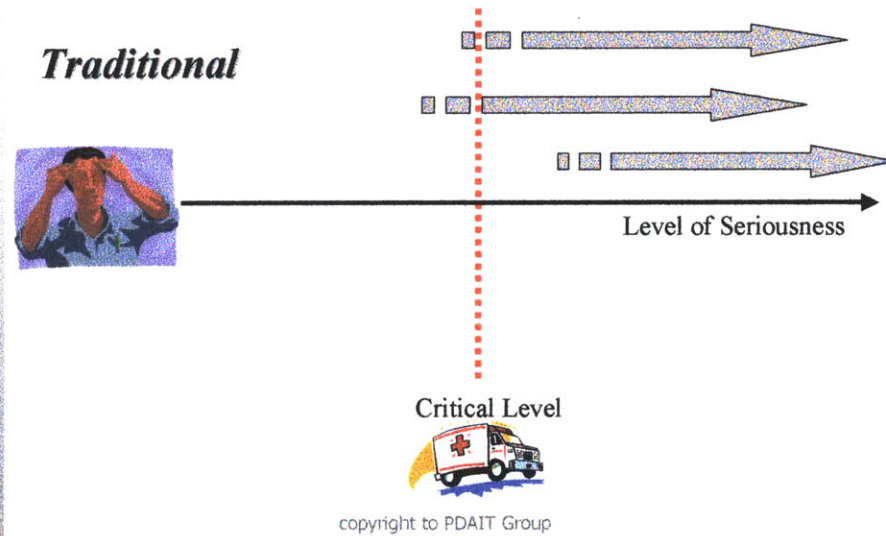 Traditional
Level of Seriousness
Critical Level
copyright to PDAIT Group